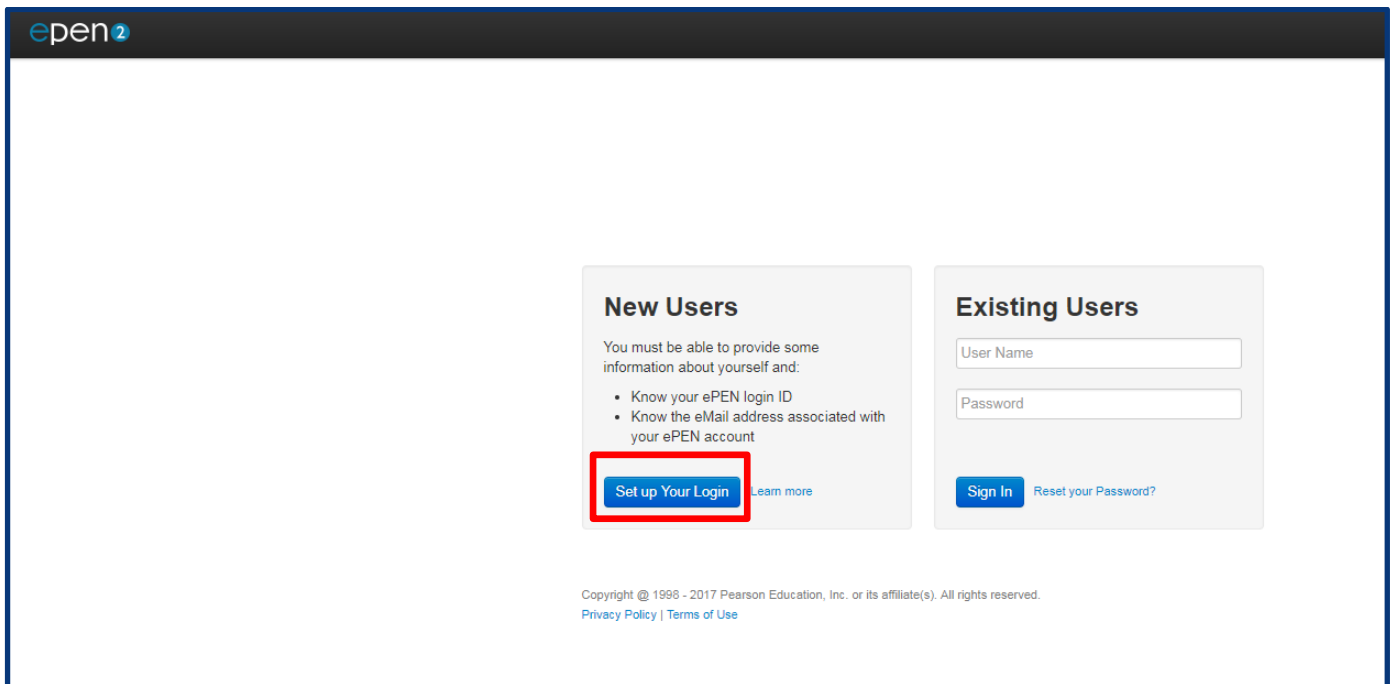 epen2
New Users
You must be able to provide some
information about yourself and:
• Know your ePEN login ID
• Know the eMail address associated with
your ePEN account
Set up Your Login Learn more
Existing Users
User Name
Password
Sign In Reset your Password?
Copyright @ 1998 - 2017 Pearson Education, Inc. or its affiliate(s). All rights reserved.
Privacy Policy | Terms of Use